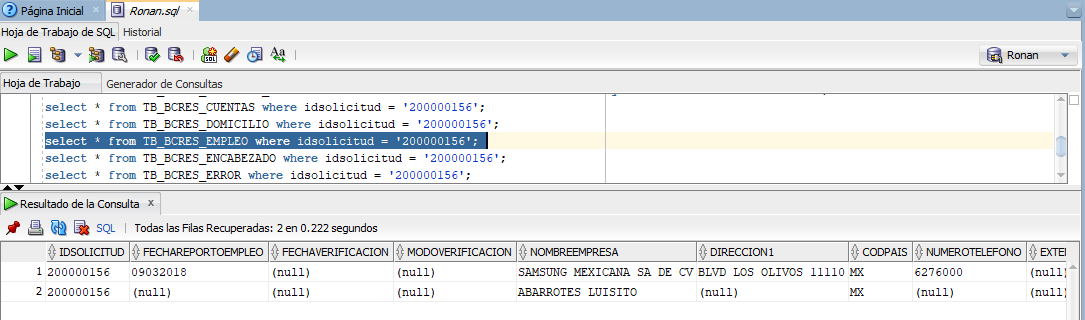 Página Inicial
Ronan.sql
Hoja de Trabajo de SQL Historial
SQL
Aa
Ronan
Hoja de Trabajo Generador de Consultas
select * from TB_BCRES_CUENTAS where idsolicitud = '200000156';
select * from TB_BCRES_DOMICILIO where idsolicitud = '200000156';
select * from TB_BCRES_EMPLEO where idsolicitud = '200000156';
select * from TB_BCRES_ENCABEZADO where idsolicitud = '200000156';
select * from TB_BCRES_ERROR where idsolicitud = '200000156';
Resultado de la Consulta x
SQL | Todas las Filas Recuperadas: 2 en 0.222 segundos
IDSOLICITUD FECHAREPORTOEMPLEO FECHAVERIFICACION MODOVERIFICACION NOMBREEMPRESA DIRECCION1 CODPAIS NUMEROTELEFONO EXTE
1 200000156 09032018 (null) (null) SAMSUNG MEXICANA SA DE CV BLVD LOS OLIVOS 11110 MX 6276000 (null)
2 200000156 (null) (null) (null) ABARROTES LUISITO (null) MX (null) (null)